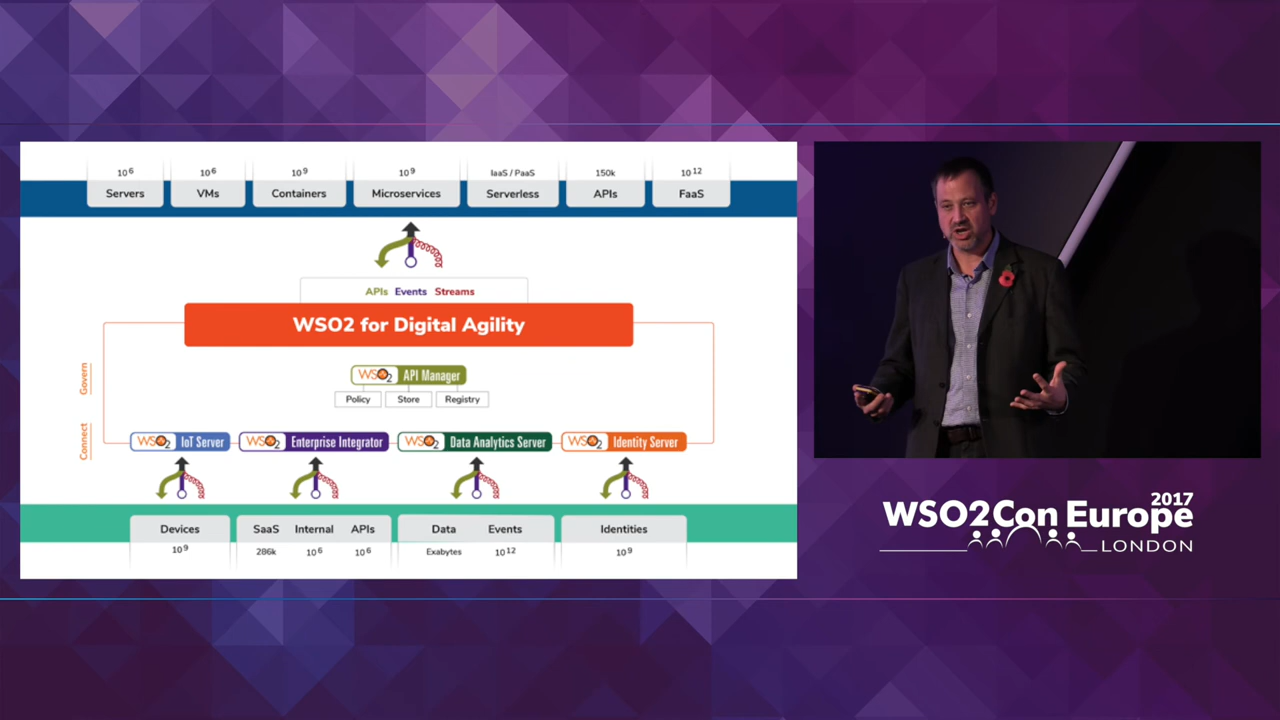 10⁶ 10⁶ 10⁹ 10⁹ IaaS / PaaS 150k 10¹²
Servers VMs Containers Microservices Serverless APIs FaaS
APIs Events Streams
WSO2 for Digital Agility
Govern
WSO2 API Manager
Policy Store Registry
Connect
WSO2 IoT Server WSO2 Enterprise Integrator WSO2 Data Analytics Server WSO2 Identity Server
Devices SaaS Internal APIs Data Events Identities
10⁹ 286k 10⁶ 10⁶ Exabytes 10¹² 10⁹
2017
WSO2Con Europe
LONDON